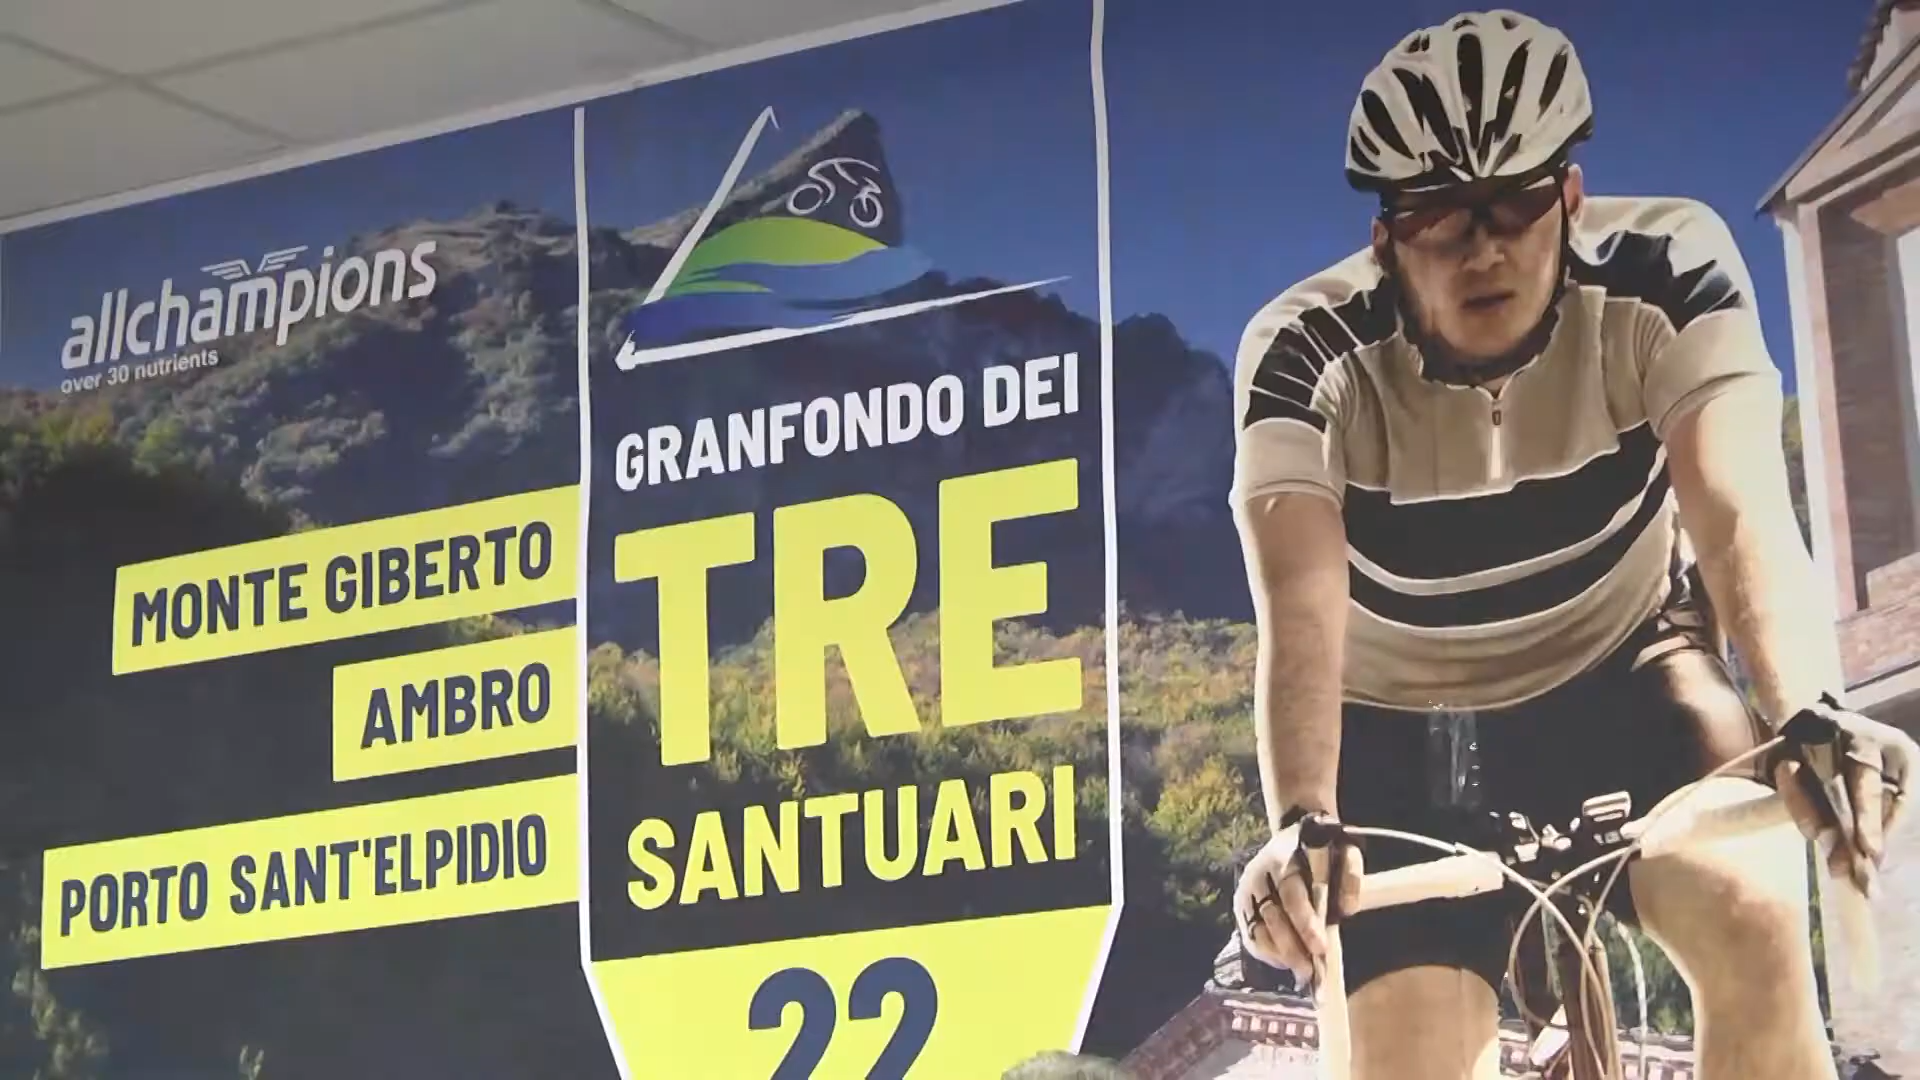 allchampions
over 30 nutrients
MONTE GIBERTO
AMBRO
PORTO SANT'ELPIDIO
GRANFONDO DEI
TRE
SANTUARI
22